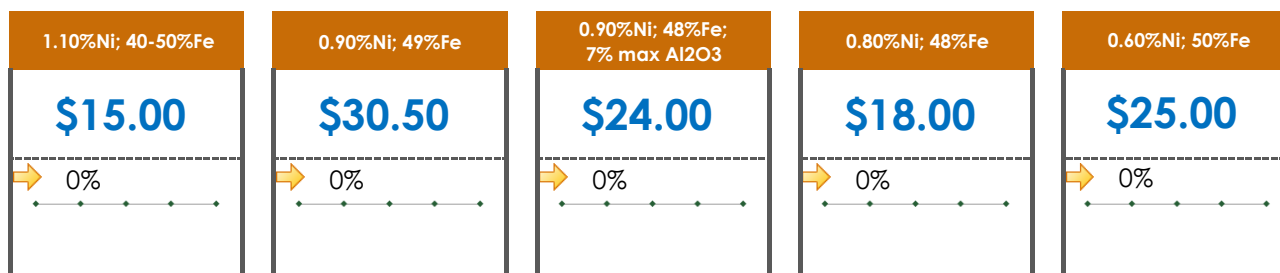 1.10%Ni; 40-50%Fe
$15.00
0%
0.90%Ni; 49%Fe
$30.50
0%
0.90%Ni; 48%Fe;
7% max Al2O3
$24.00
0%
0.80%Ni; 48%Fe
$18.00
0%
0.60%Ni; 50%Fe
$25.00
0%